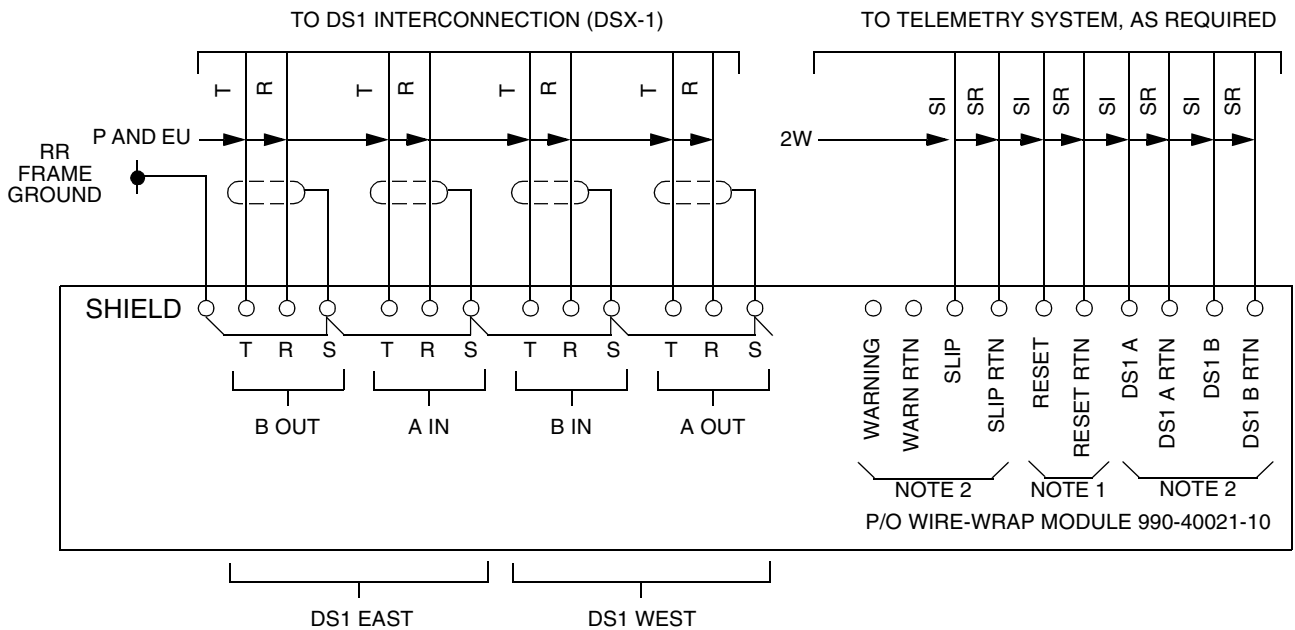 TO DS1 INTERCONNECTION (DSX-1)
TO TELEMETRY SYSTEM, AS REQUIRED
T R T R T R T R
SI SR SI SR SI SR SI SR
P AND EU
2W
RR
FRAME
GROUND
SHIELD
T R S T R S T R S T R S
B OUT A IN B IN A OUT
WARNING
WARN RTN
SLIP
SLIP RTN
RESET
RESET RTN
DS1 A
DS1 A RTN
DS1 B
DS1 B RTN
NOTE 2 NOTE 1 NOTE 2
P/O WIRE-WRAP MODULE 990-40021-10
DS1 EAST DS1 WEST